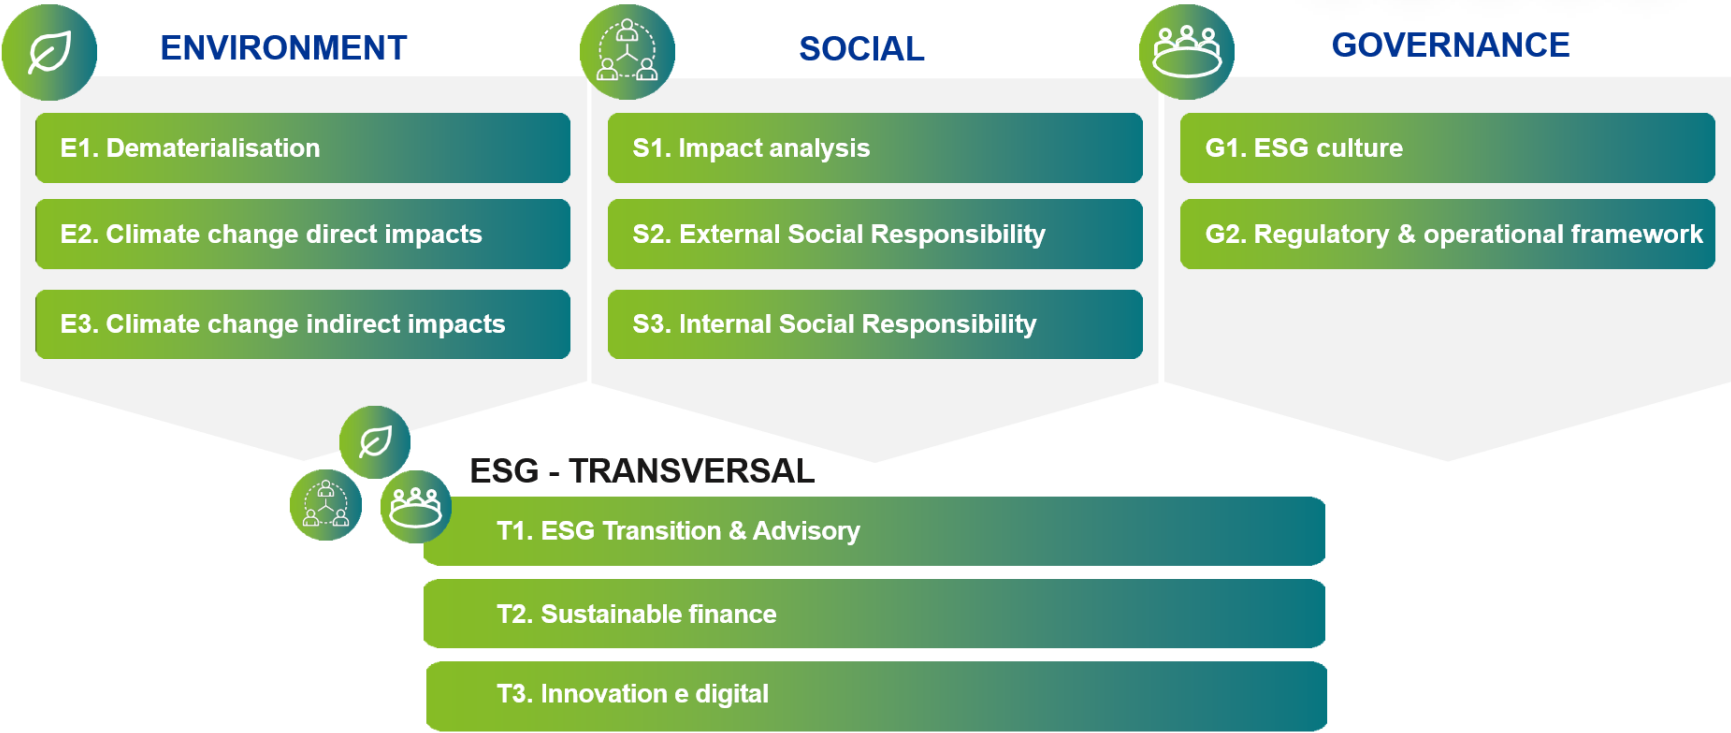 ENVIRONMENT
E1. Dematerialisation
E2. Climate change direct impacts
E3. Climate change indirect impacts
SOCIAL
S1. Impact analysis
S2. External Social Responsibility
S3. Internal Social Responsibility
GOVERNANCE
G1. ESG culture
G2. Regulatory & operational framework
ESG - TRANSVERSAL
T1. ESG Transition & Advisory
T2. Sustainable finance
T3. Innovation e digital